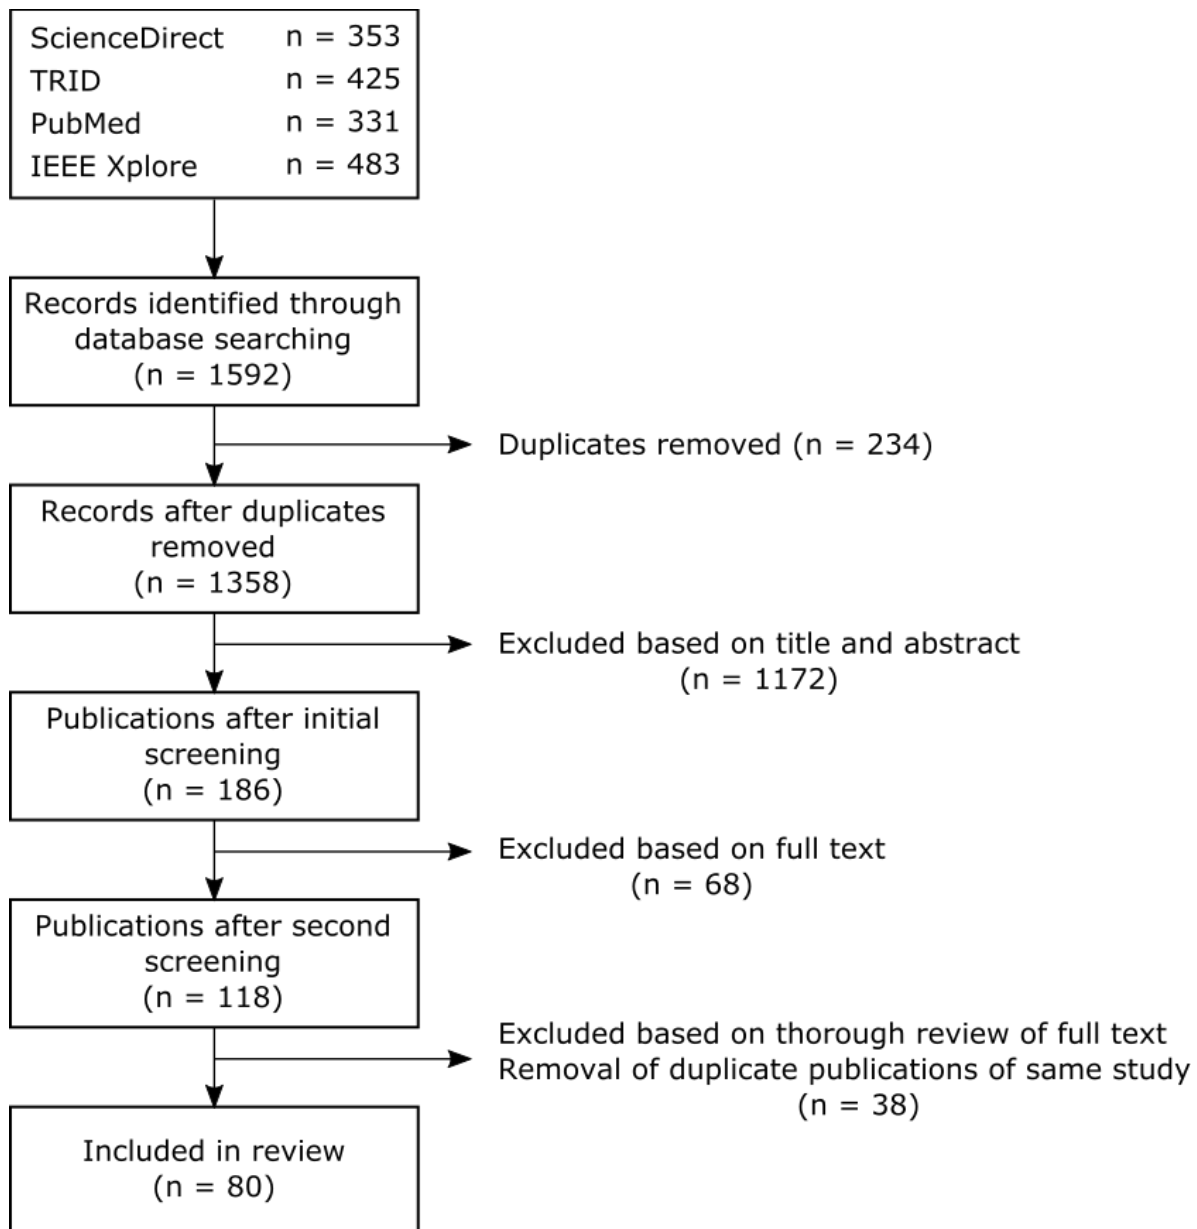 ScienceDirect n = 353
TRID n = 425
PubMed n = 331
IEEE Xplore n = 483
Records identified through
database searching
(n = 1592)
Duplicates removed (n = 234)
Records after duplicates
removed
(n = 1358)
Excluded based on title and abstract
(n = 1172)
Publications after initial
screening
(n = 186)
Excluded based on full text
(n = 68)
Publications after second
screening
(n = 118)
Excluded based on thorough review of full text
Removal of duplicate publications of same study
(n = 38)
Included in review
(n = 80)